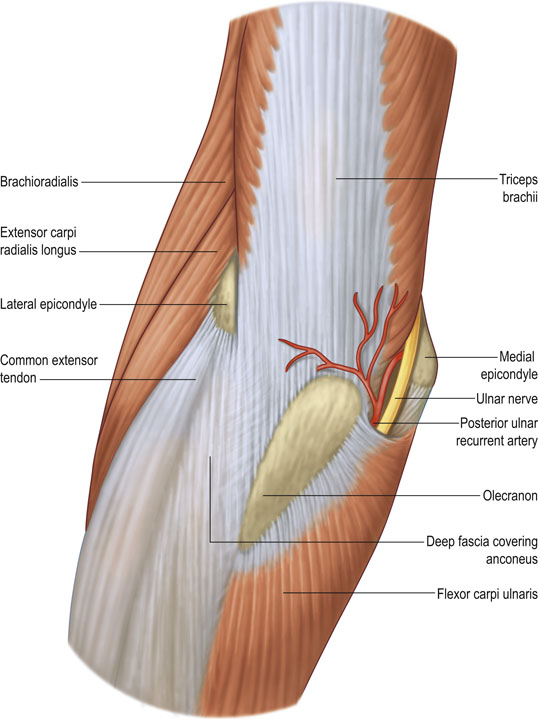 Brachioradialis
Extensor carpi
radialis longus
Lateral epicondyle
Common extensor
tendon
Triceps
brachii
Medial
epicondyle
Ulnar nerve
Posterior ulnar
recurrent artery
Olecranon
Deep fascia covering
anconeus
Flexor carpi ulnaris